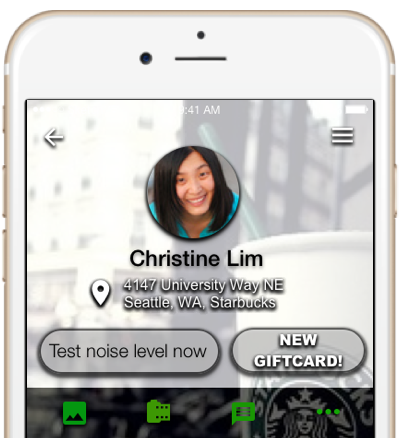 :41 AM
Christine Lim
4147 University Way NE
Seattle, WA, Starbucks
Test noise level now
NEW
GIFTCARD!